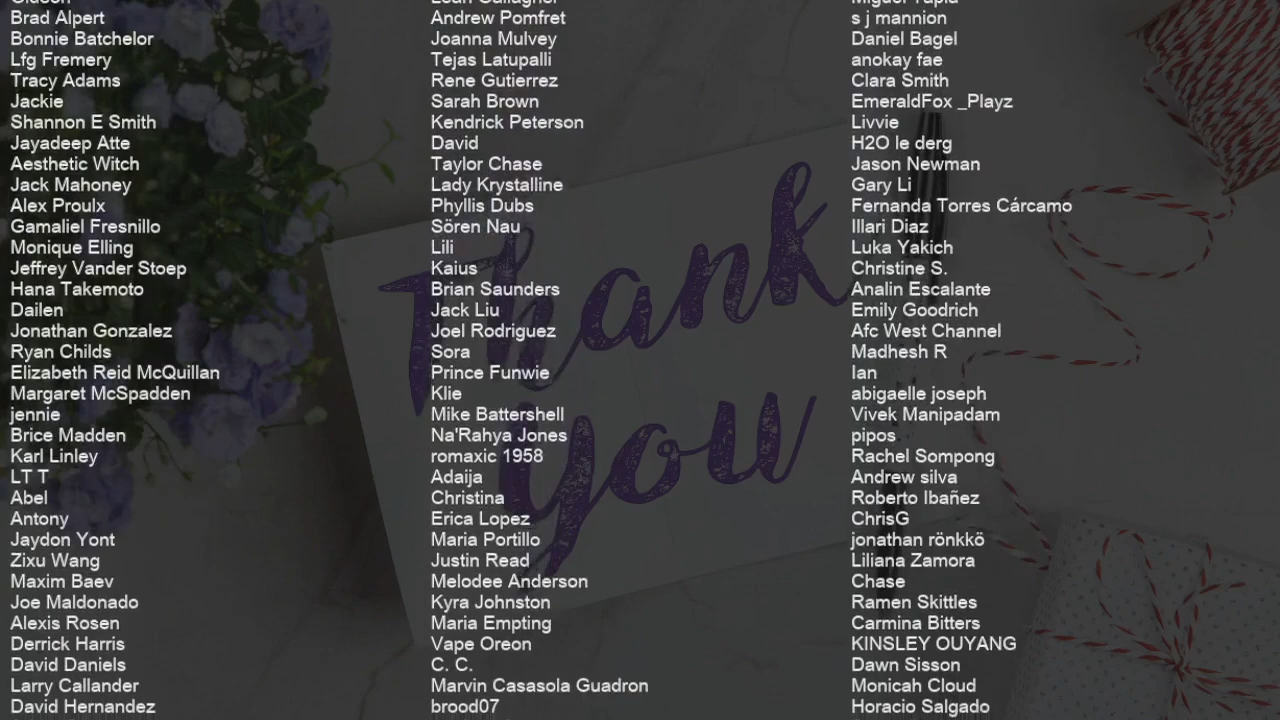 Brad Alpert
Bonnie Batchelor
Lfg Fremery
Tracy Adams
Jackie
Shannon E Smith
Jayadeep Atte
Aesthetic Witch
Jack Mahoney
Alex Proulx
Gamaliel Fresnillo
Monique Elling
Jeffrey Vander Stoep
Hana Takemoto
Dailen
Jonathan Gonzalez
Ryan Childs
Elizabeth Reid McQuillan
Margaret McSpadden
jennie
Brice Madden
Karl Linley
LT T
Abel
Antony
Jaydon Yont
Zixu Wang
Maxim Baev
Joe Maldonado
Alexis Rosen
Derrick Harris
David Daniels
Larry Callander
David Hernandez
Andrew Pomfret
Joanna Mulvey
Tejas Latupalli
Rene Gutierrez
Sarah Brown
Kendrick Peterson
David
Taylor Chase
Lady Krystalline
Phyllis Dubs
Sören Nau
Lili
Kaius
Brian Saunders
Jack Liu
Joel Rodriguez
Sora
Prince Funwie
Klie
Mike Battershell
Na'Rahya Jones
romaxic 1958
Adaija
Christina
Erica Lopez
Maria Portillo
Justin Read
Melodee Anderson
Kyra Johnston
Maria Empting
Vape Oreon
C. C.
Marvin Casasola Guadron
brood07
s j mannion
Daniel Bagel
anokay fae
Clara Smith
EmeraldFox _Playz
Livvie
H2O le derg
Jason Newman
Gary Li
Fernanda Torres Cárcamo
Illari Diaz
Luka Yakich
Christine S.
Analin Escalante
Emily Goodrich
Afc West Channel
Madhesh R
Ian
abigaelle joseph
Vivek Manipadam
pipos
Rachel Sompong
Andrew silva
Roberto Ibañez
ChrisG
jonathan rönkkö
Liliana Zamora
Chase
Ramen Skittles
Carmina Bitters
KINSLEY OUYANG
Dawn Sisson
Monicah Cloud
Horacio Salgado
Thank
you